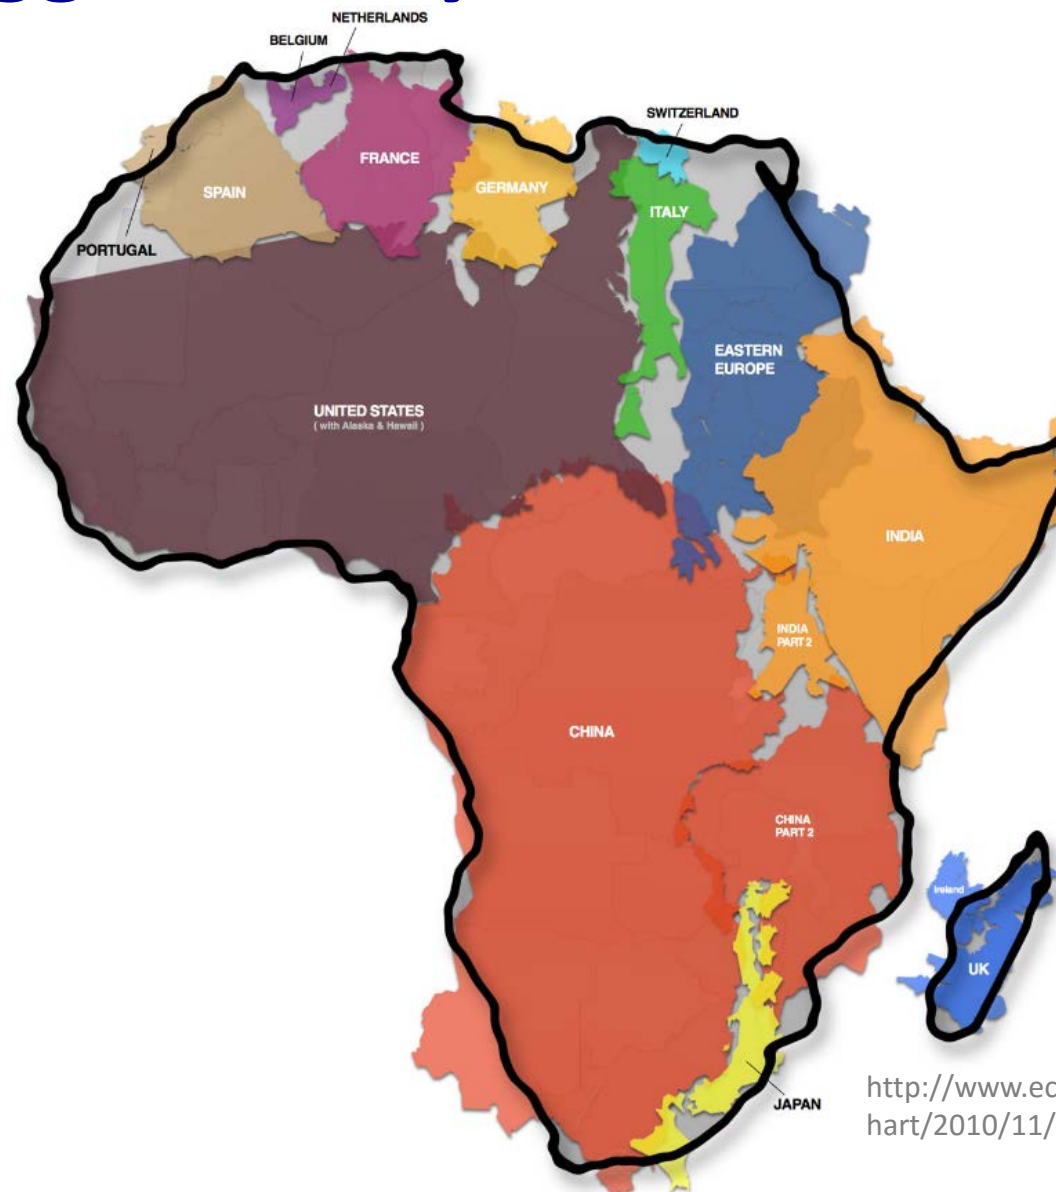 NETHERLANDS
BELGIUM
SWITZERLAND
FRANCE
GERMANY
SPAIN
ITALY
PORTUGAL
EASTERN
EUROPE
UNITED STATES
( with Alaska & Hawaii )
INDIA
INDIA
PART 2
CHINA
CHINA
PART 2
Ireland
UK
JAPAN
http://www.ec
hart/2010/11/